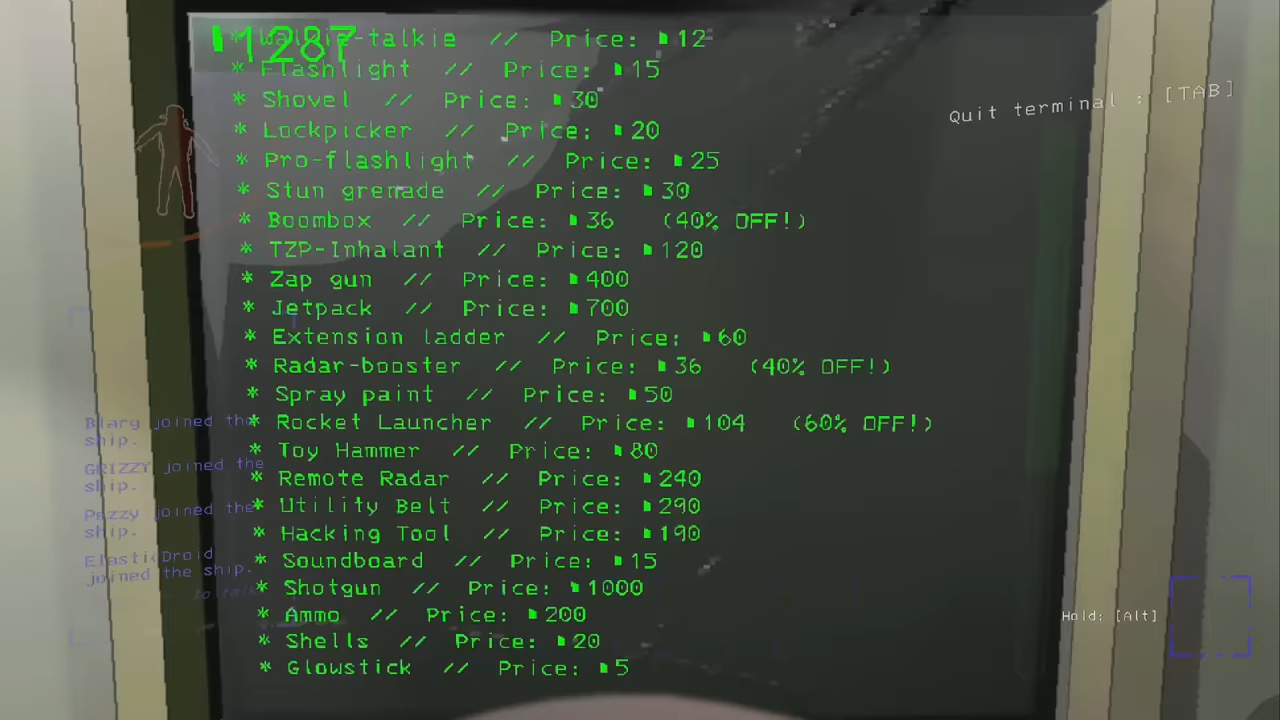 1287
* Walkie-talkie // Price: 12
* Flashlight // Price: 15
* Shovel // Price: 30
* Lockpicker // Price: 20
* Pro-flashlight // Price: 25
* Stun grenade // Price: 30
* Boombox // Price: 36 (40% OFF!)
* TZP-Inhalant // Price: 120
* Zap gun // Price: 400
* Jetpack // Price: 700
* Extension ladder // Price: 60
* Radar-booster // Price: 36 (40% OFF!)
* Spray paint // Price: 50
* Rocket Launcher // Price: 104 (60% OFF!)
* Toy Hammer // Price: 80
* Remote Radar // Price: 240
* Utility Belt // Price: 290
* Hacking Tool // Price: 190
* Soundboard // Price: 15
* Shotgun // Price: 1000
* Ammo // Price: 200
* Shells // Price: 20
* Glowstick // Price: 5
Quit terminal : [TAB]
Blarg joined the
ship.
GRIZZY joined the
ship.
Pezzy joined the
ship.
ElasticDroid
joined the ship.
to talk
Hold: [Alt]